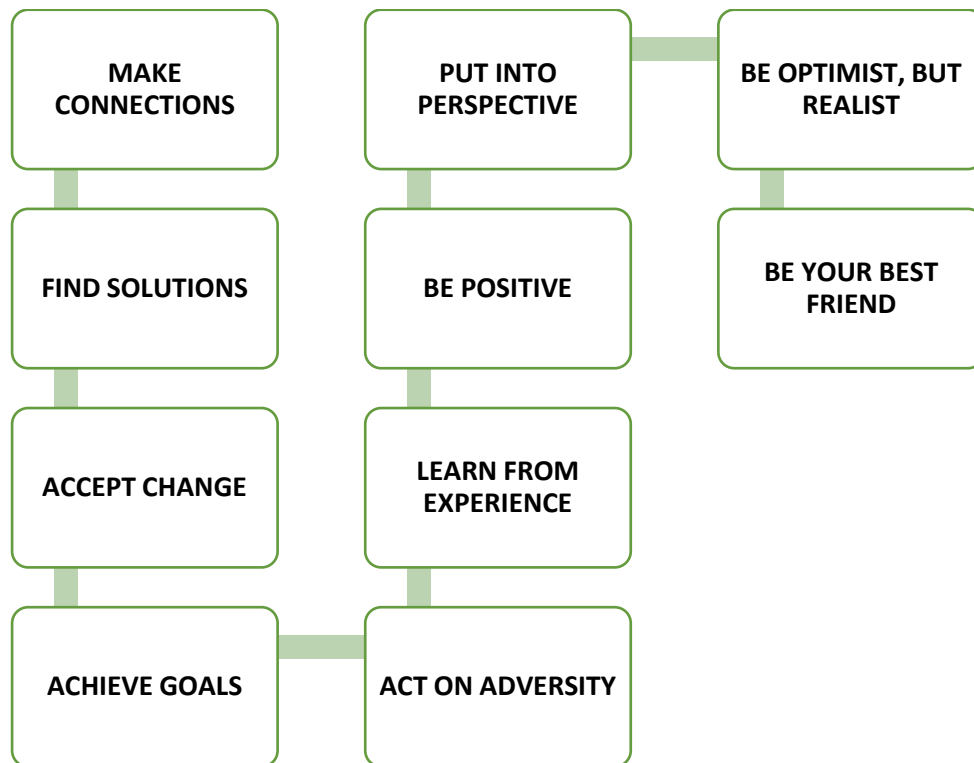 MAKE
CONNECTIONS
FIND SOLUTIONS
ACCEPT CHANGE
ACHIEVE GOALS
ACT ON ADVERSITY
LEARN FROM
EXPERIENCE
BE POSITIVE
PUT INTO
PERSPECTIVE
BE OPTIMIST, BUT
REALIST
BE YOUR BEST
FRIEND